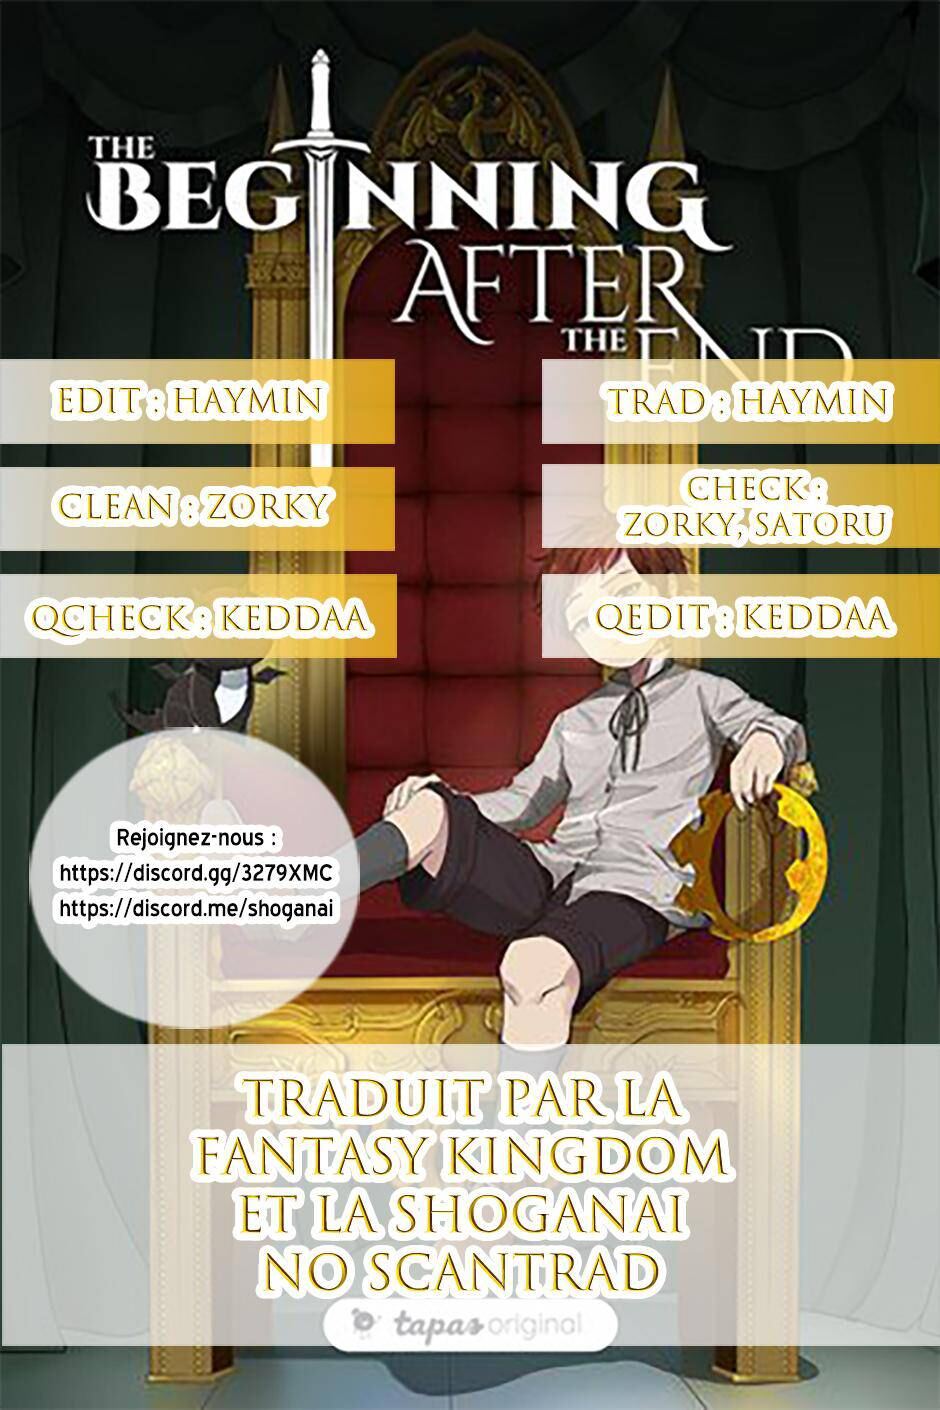 THE
BEGINNING
AFTER
THE END
EDIT : HAYMIN
TRAD : HAYMIN
CLEAN : ZORKY
CHECK :
ZORKY, SATORU
QCHECK : KEDDAA
QEDIT : KEDDAA
Rejoignez-nous :
https://discord.gg/3279XMC
https://discord.me/shoganai
TRADUIT PAR LA
FANTASY KINGDOM
ET LA SHOGANAI
NO SCANTRAD
tapas original